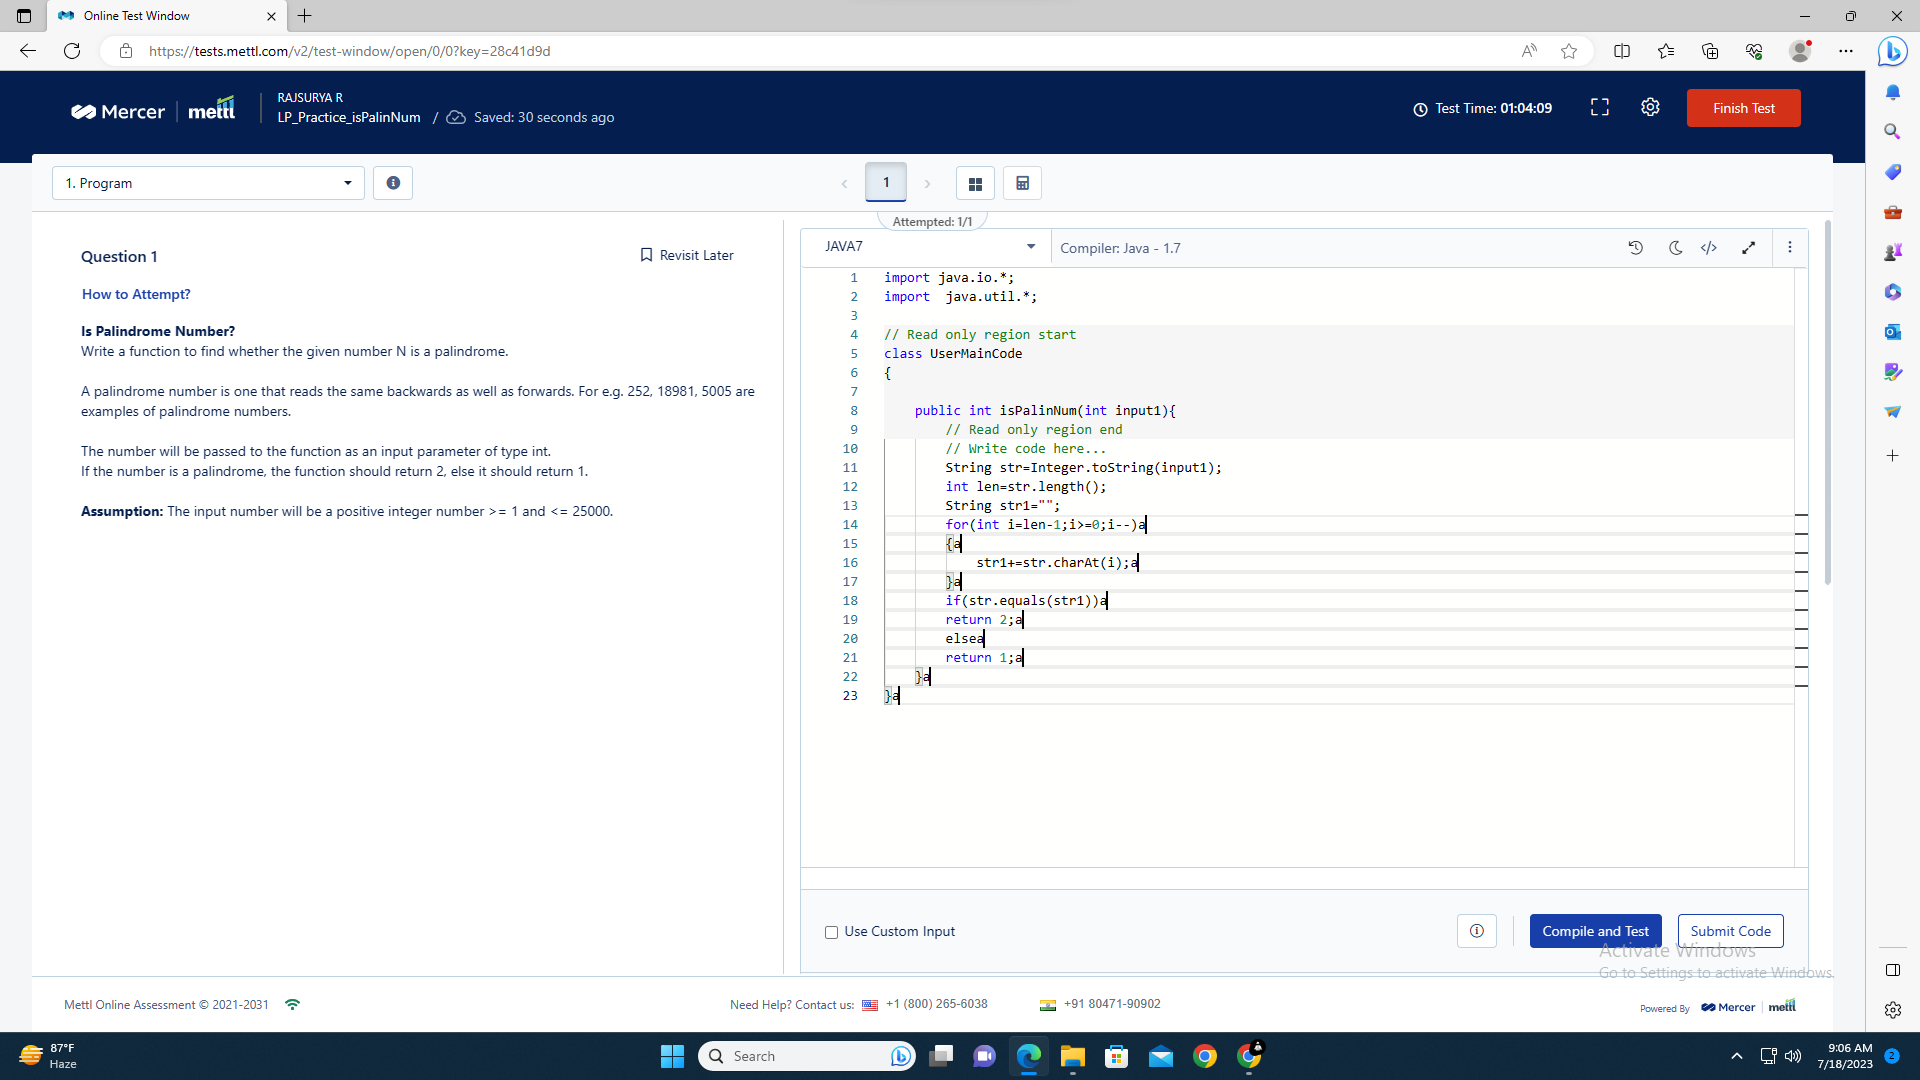 Online Test Window
https://tests.mettl.com/v2/test-window/open/0/0?key=28c41d9d
Mercer | mettl
RAJSURYA R
LP_Practice_isPalinNum / Saved: 30 seconds ago
Test Time: 01:04:09
Finish Test
1. Program
1
Attempted: 1/1
Question 1
Revisit Later
How to Attempt?
Is Palindrome Number?
Write a function to find whether the given number N is a palindrome.
A palindrome number is one that reads the same backwards as well as forwards. For e.g. 252, 18981, 5005 are
examples of palindrome numbers.
The number will be passed to the function as an input parameter of type int.
If the number is a palindrome, the function should return 2, else it should return 1.
Assumption: The input number will be a positive integer number >= 1 and <= 25000.
JAVA7
Compiler: Java - 1.7
1 import java.io.*;
2 import  java.util.*;
3
4 // Read only region start
5 class UserMainCode
6 {
7
8     public int isPalinNum(int input1){
9         // Read only region end
10         // Write code here...
11         String str=Integer.toString(input1);
12         int len=str.length();
13         String str1="";
14         for(int i=len-1;i>=0;i--)a
15         {a
16             str1+=str.charAt(i);a
17         }a
18         if(str.equals(str1))a
19         return 2;a
20         elsea
21         return 1;a
22     }a
23 }a
Use Custom Input
Compile and Test
Submit Code
Activate Windows
Go to Settings to activate Windows.
Mettl Online Assessment © 2021-2031
Need Help? Contact us: +1 (800) 265-6038
+91 80471-90902
Powered By Mercer | mettl
87°F
Haze
Search
9:06 AM
7/18/2023
2